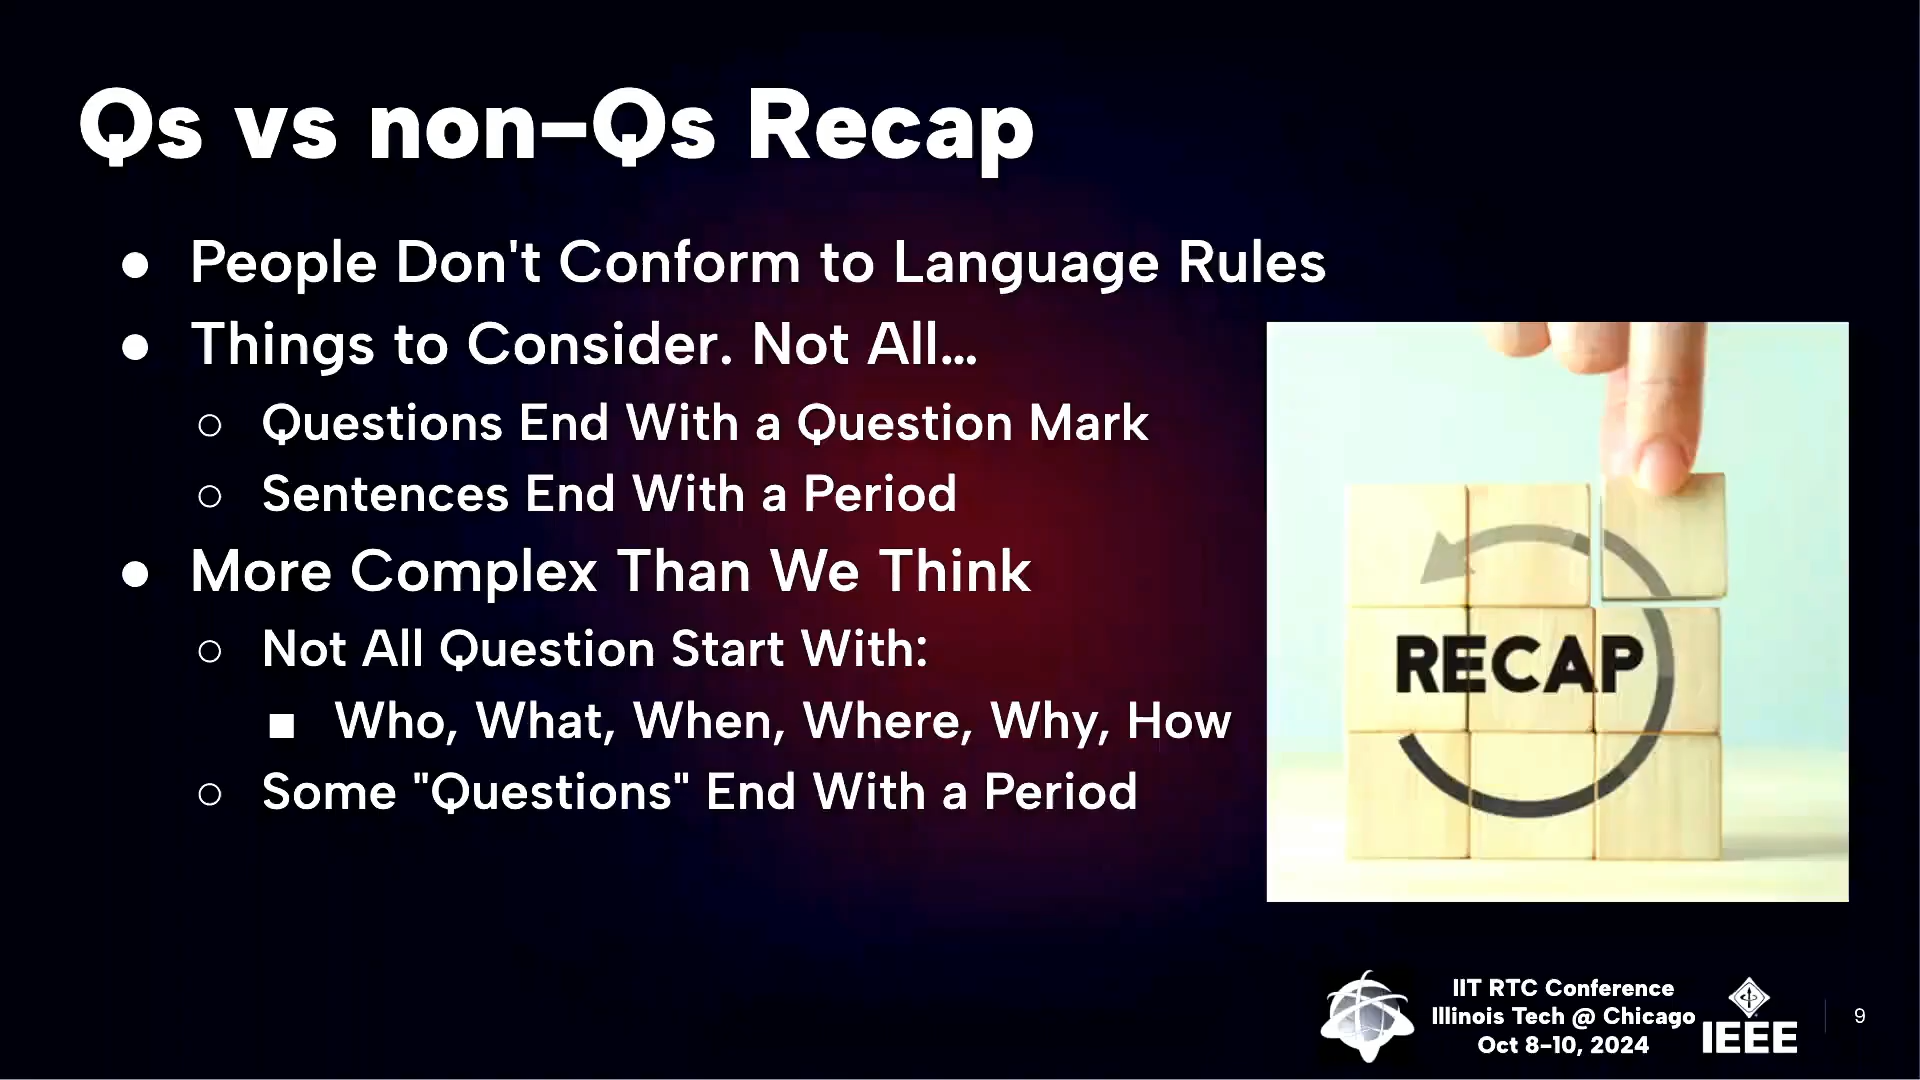 Qs vs non-Qs Recap
● People Don't Conform to Language Rules
● Things to Consider. Not All...
○ Questions End With a Question Mark
○ Sentences End With a Period
● More Complex Than We Think
○ Not All Question Start With:
■ Who, What, When, Where, Why, How
○ Some "Questions" End With a Period
RECAP
IIT RTC Conference
Illinois Tech @ Chicago
Oct 8-10, 2024
IEEE
9